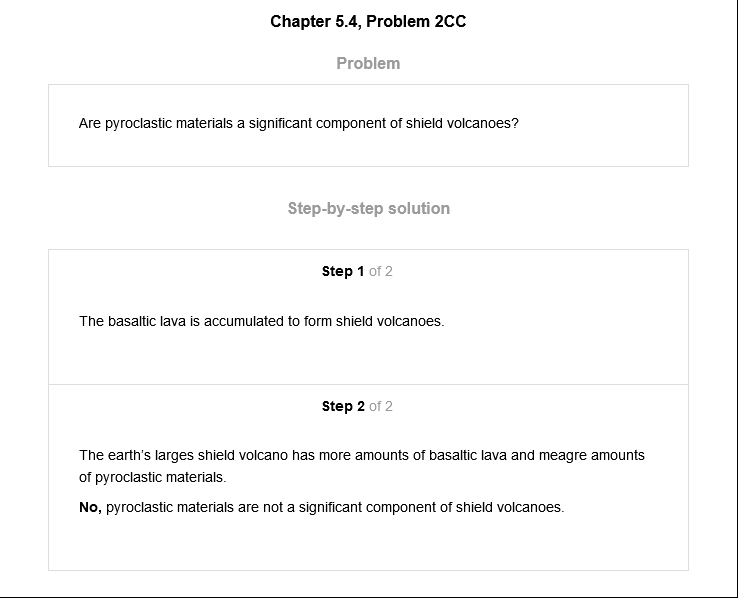 Chapter 5.4, Problem 2CC
Problem
Are pyroclastic materials a significant component of shield volcanoes?
Step-by-step solution
Step 1 of 2
The basaltic lava is accumulated to form shield volcanoes.
Step 2 of 2
The earth's larges shield volcano has more amounts of basaltic lava and meagre amounts
of pyroclastic materials.
No, pyroclastic materials are not a significant component of shield volcanoes.